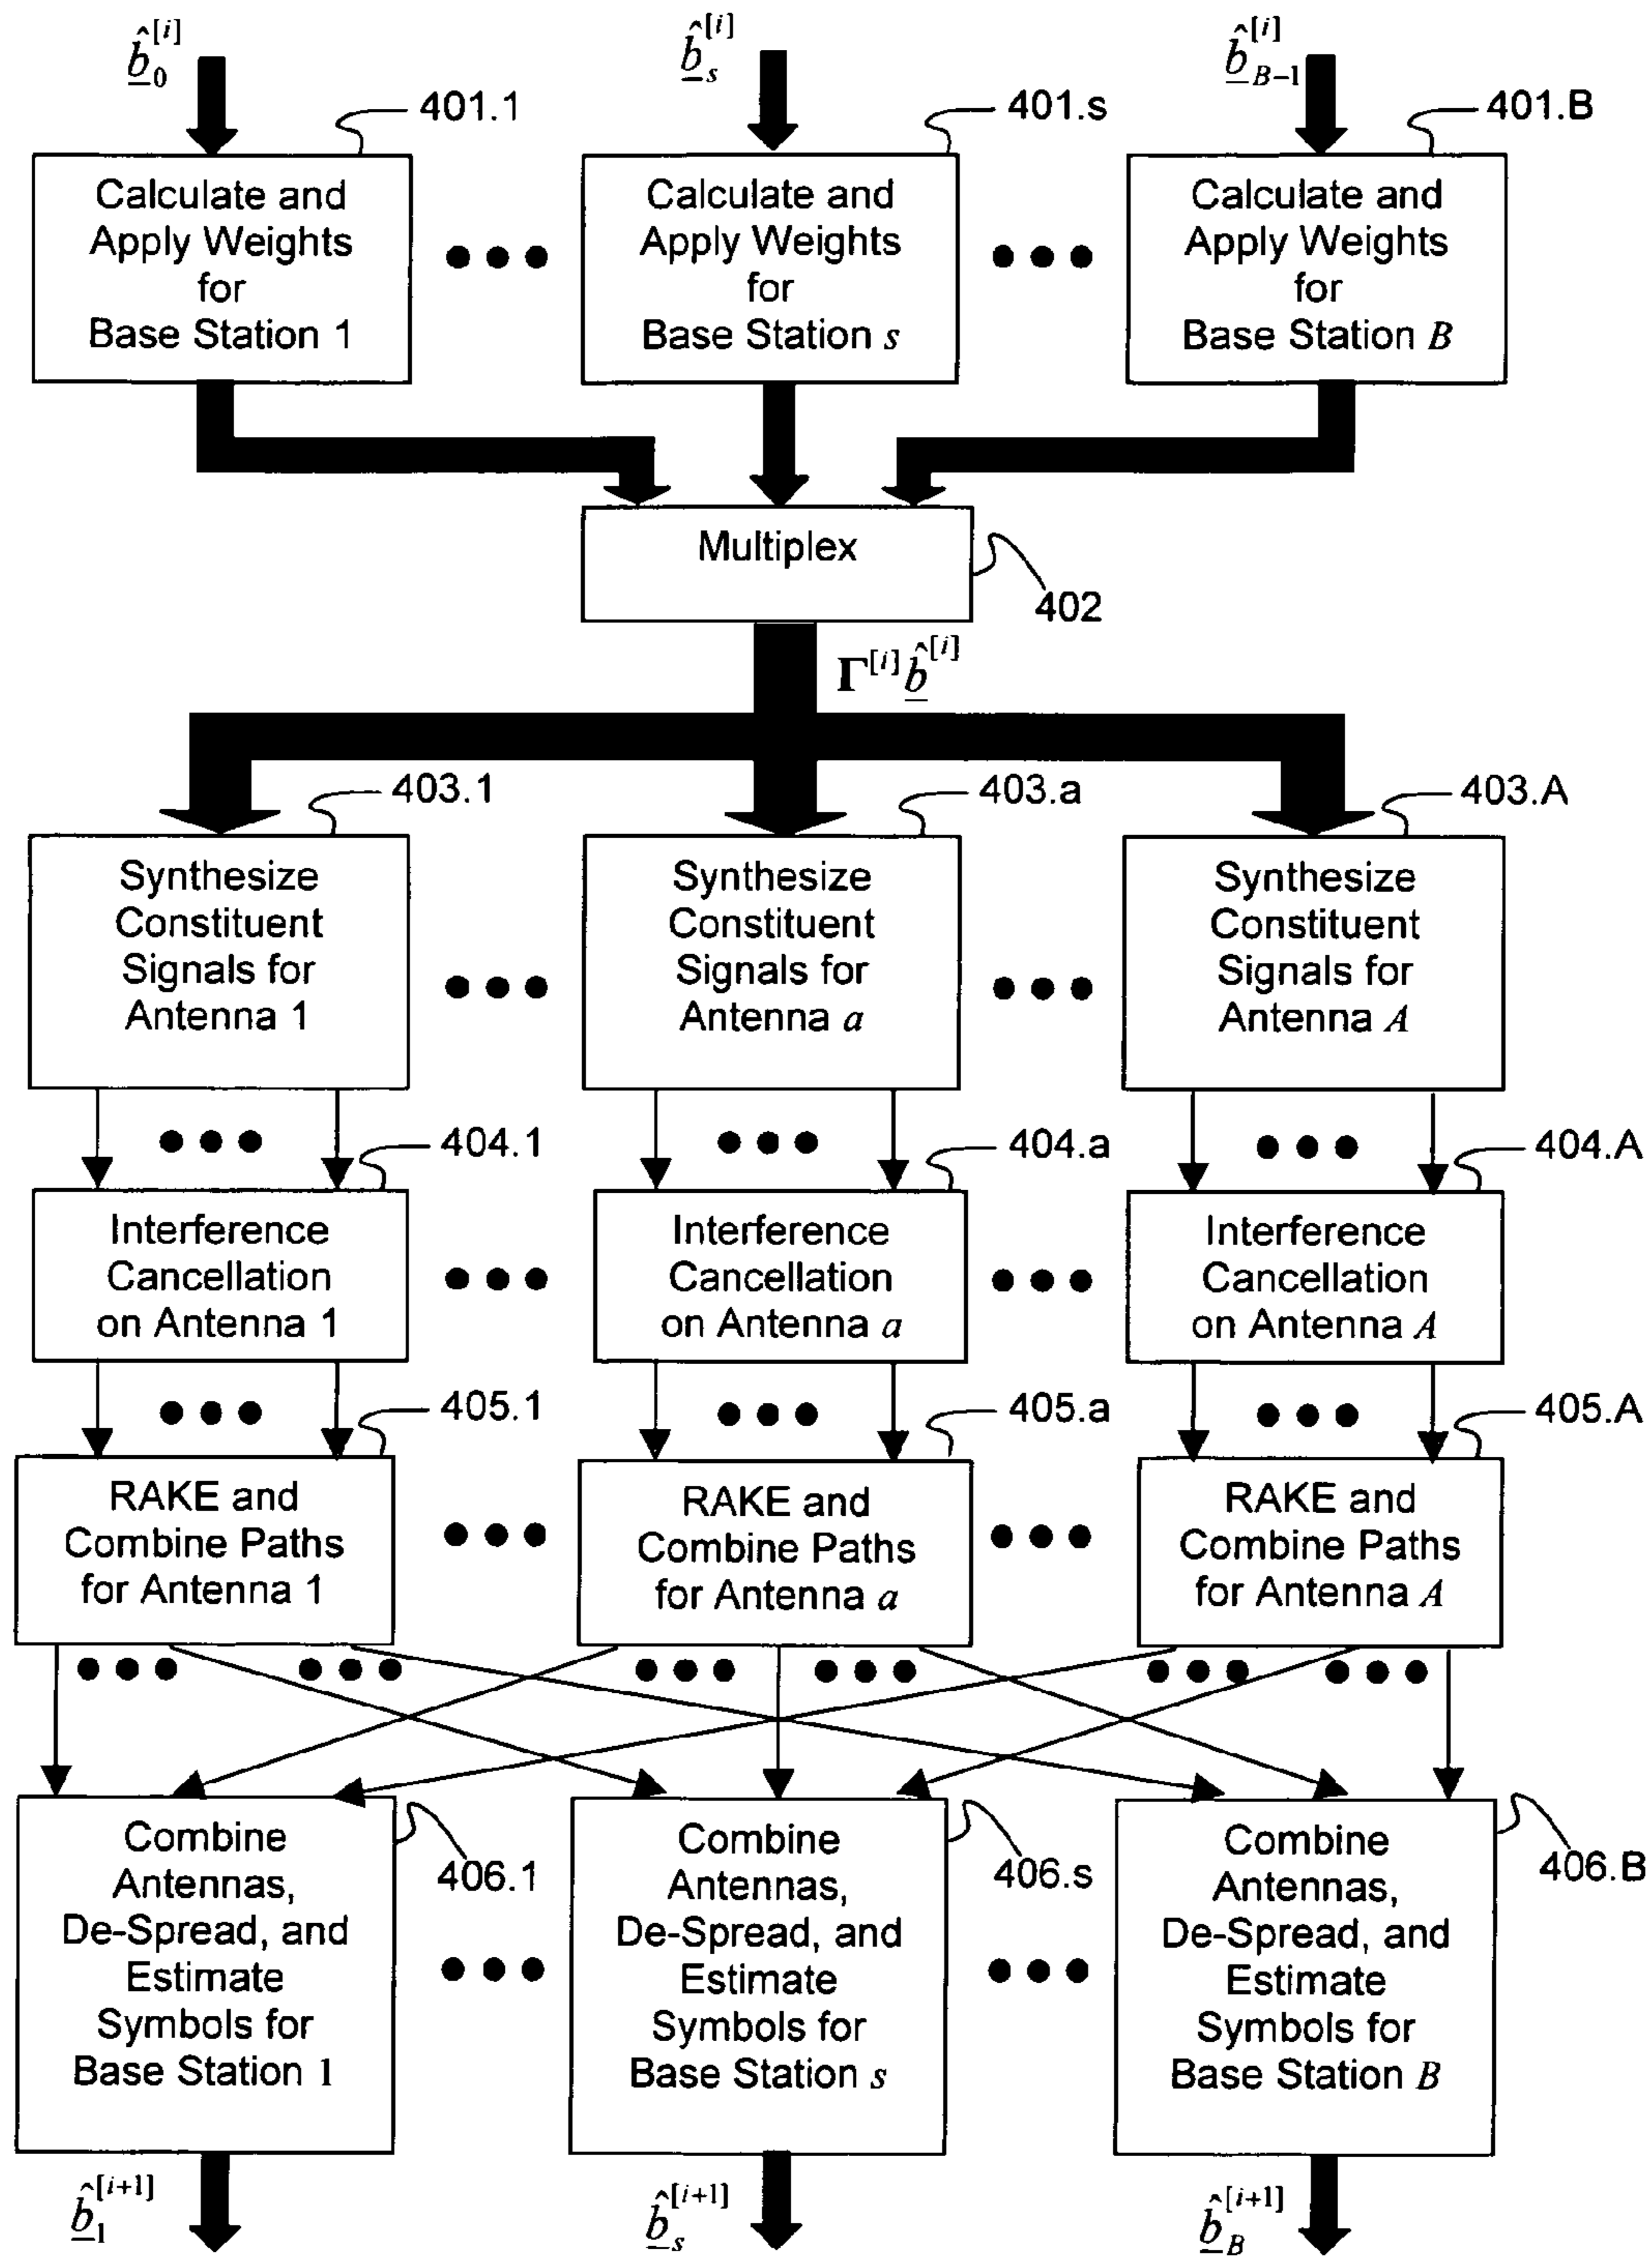 b̲̂₀^[i]
b̲̂ₛ^[i]
b̲̂_{B−1}^[i]
401.1
401.s
401.B
Calculate and
Apply Weights
for
Base Station 1
Calculate and
Apply Weights
for
Base Station s
Calculate and
Apply Weights
for
Base Station B
Multiplex
402
Γ^[i] b̲̂^[i]
403.1
403.a
403.A
Synthesize
Constituent
Signals for
Antenna 1
Synthesize
Constituent
Signals for
Antenna a
Synthesize
Constituent
Signals for
Antenna A
404.1
404.a
404.A
Interference
Cancellation
on Antenna 1
Interference
Cancellation
on Antenna a
Interference
Cancellation
on Antenna A
405.1
405.a
405.A
RAKE and
Combine Paths
for Antenna 1
RAKE and
Combine Paths
for Antenna a
RAKE and
Combine Paths
for Antenna A
406.1
406.s
406.B
Combine
Antennas,
De-Spread, and
Estimate
Symbols for
Base Station 1
Combine
Antennas,
De-Spread, and
Estimate
Symbols for
Base Station s
Combine
Antennas,
De-Spread, and
Estimate
Symbols for
Base Station B
b̲̂₁^[i+1]
b̲̂ₛ^[i+1]
b̲̂_B^[i+1]